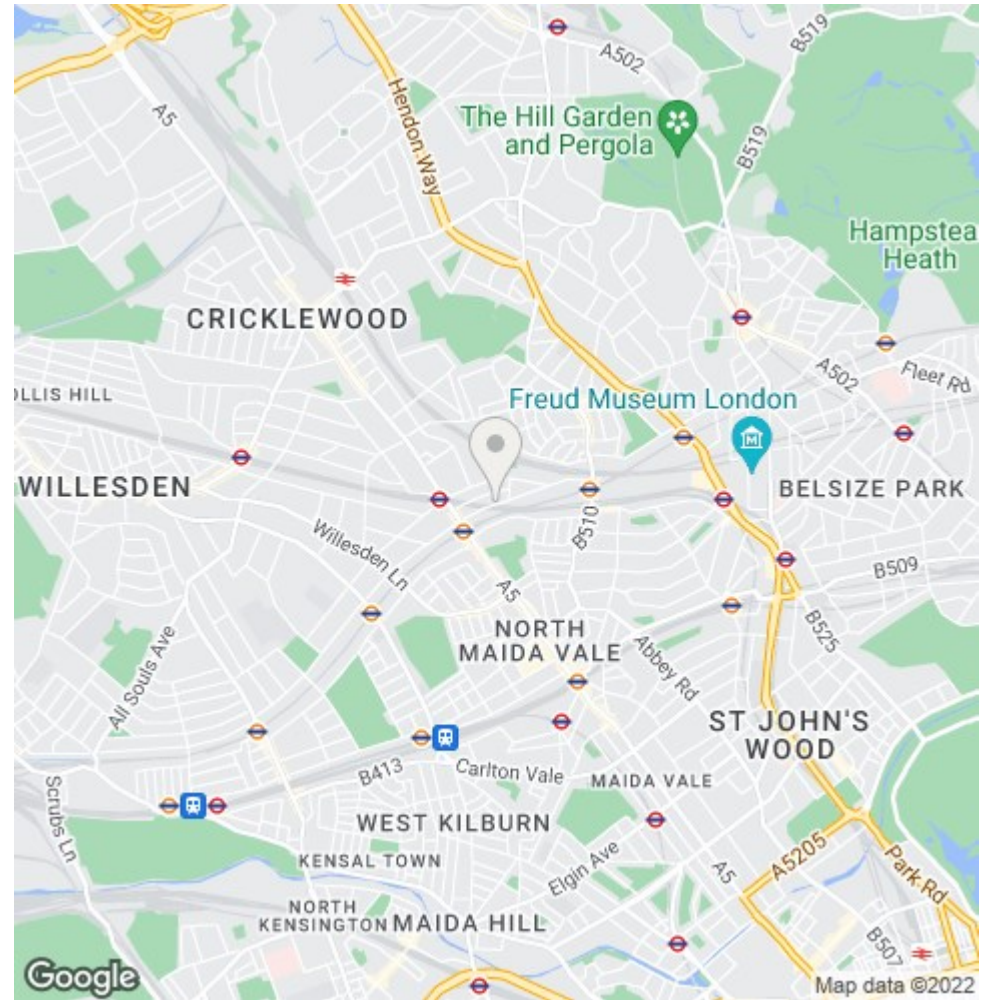 B519
A502
A5
Hendon Way
The Hill Garden
and Pergola
B519
Hampstea
Heath
CRICKLEWOOD
A502
Fleet Rd
OLLIS HILL
Freud Museum London
M
WILLESDEN
BELSIZE PARK
B510
Willesden Ln
A5
B509
NORTH
MAIDA VALE
Abbey Rd
B525
All Souls Ave
ST JOHN'S
WOOD
B413
Carlton Vale
MAIDA VALE
Scrubs Ln
WEST KILBURN
A5205
KENSAL TOWN
Elgin Ave
A5
Park Rd
NORTH
KENSINGTON
MAIDA HILL
B507
Google
Map data ©2022